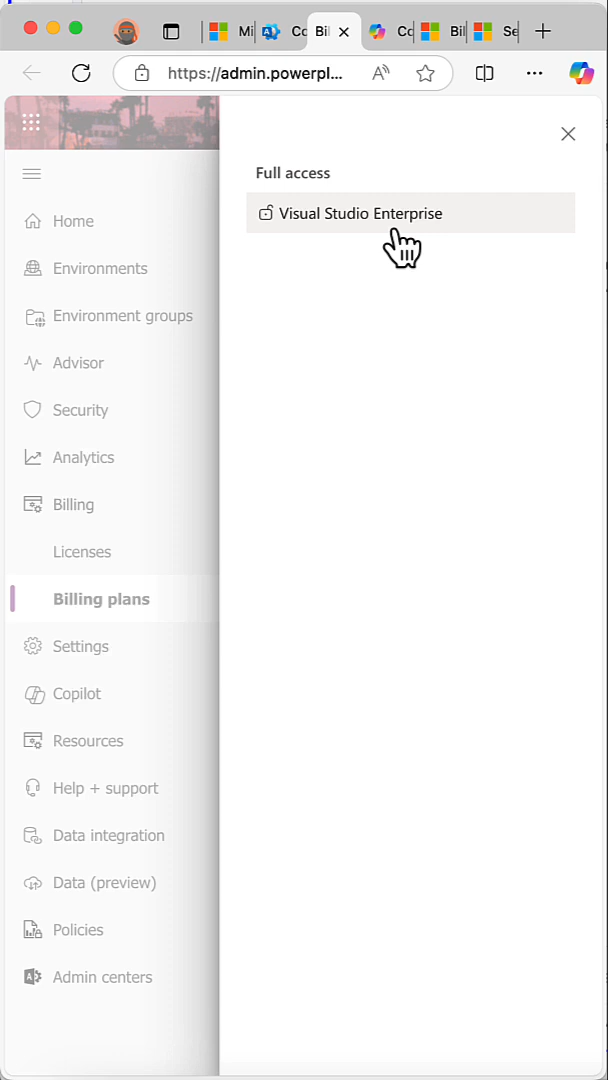 Mi
Co
Bil
Co
Bil
Se
https://admin.powerpl...
Full access
Visual Studio Enterprise
Home
Environments
Environment groups
Advisor
Security
Analytics
Billing
Licenses
Billing plans
Settings
Copilot
Resources
Help + support
Data integration
Data (preview)
Policies
Admin centers